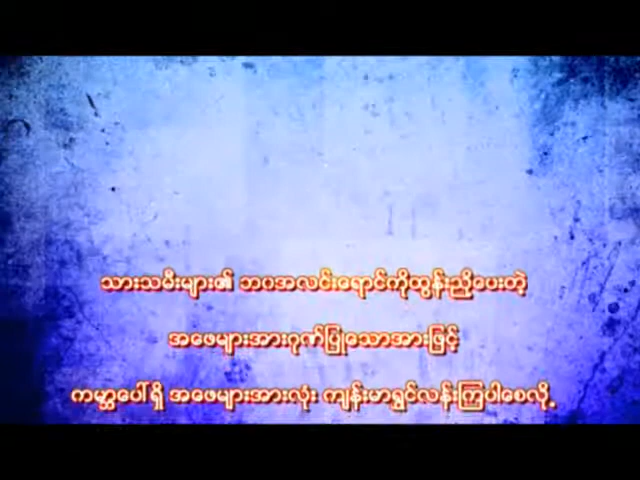 သားသမီးများ၏ ဘဝအလင်းရောင်ကိုထွန်းညှိပေးတဲ့
အဖေများအားဂုဏ်ပြုသောအားဖြင့်
ကမ္ဘာပေါ်ရှိ အဖေများအားလုံး ကျန်းမာရွှင်လန်းကြပါစေလို့